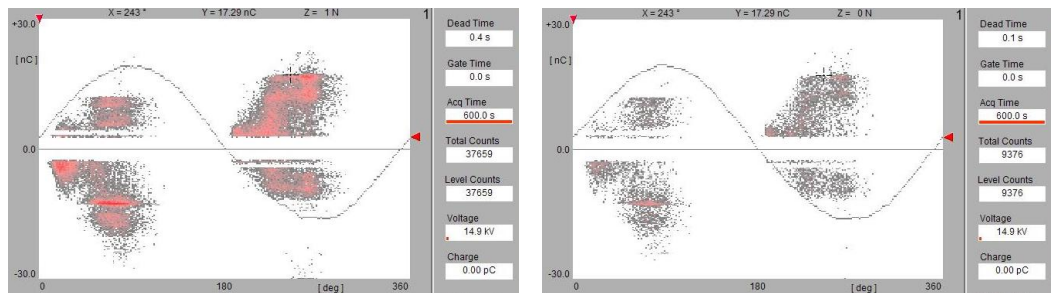 X = 243 ° Y = 17.29 nC Z = 1 N
1
+30.0
[ nC ]
0.0
-30.0
0
180
[ deg ]
360
Dead Time
0.4 s
Gate Time
0.0 s
Acq Time
600.0 s
Total Counts
37659
Level Counts
37659
Voltage
14.9 kV
Charge
0.00 pC
X = 243 ° Y = 17.29 nC Z = 0 N
1
+30.0
[ nC ]
0.0
-30.0
0
180
[ deg ]
360
Dead Time
0.1 s
Gate Time
0.0 s
Acq Time
600.0 s
Total Counts
9376
Level Counts
9376
Voltage
14.9 kV
Charge
0.00 pC